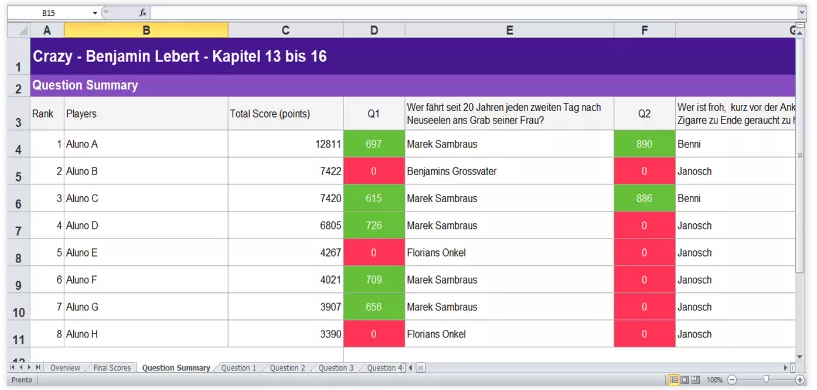 B15 fx
A B C D E F G
1 Crazy - Benjamin Lebert - Kapitel 13 bis 16
2 Question Summary
3 Rank Players Total Score (points) Q1 Wer fährt seit 20 Jahren jeden zweiten Tag nach Neuseelen ans Grab seiner Frau? Q2 Wer ist froh, kurz vor der Ank Zigarre zu Ende geraucht zu h
4 1 Aluno A 12811 697 Marek Sambraus 890 Benni
5 2 Aluno B 7422 0 Benjamins Grossvater 0 Janosch
6 3 Aluno C 7420 615 Marek Sambraus 886 Benni
7 4 Aluno D 6805 726 Marek Sambraus 0 Janosch
8 5 Aluno E 4267 0 Florians Onkel 0 Janosch
9 6 Aluno F 4021 709 Marek Sambraus 0 Janosch
10 7 Aluno G 3907 656 Marek Sambraus 0 Janosch
11 8 Aluno H 3390 0 Florians Onkel 0 Janosch
12
Overview Final Scores Question Summary Question 1 Question 2 Question 3 Question 4
Pronto 100%